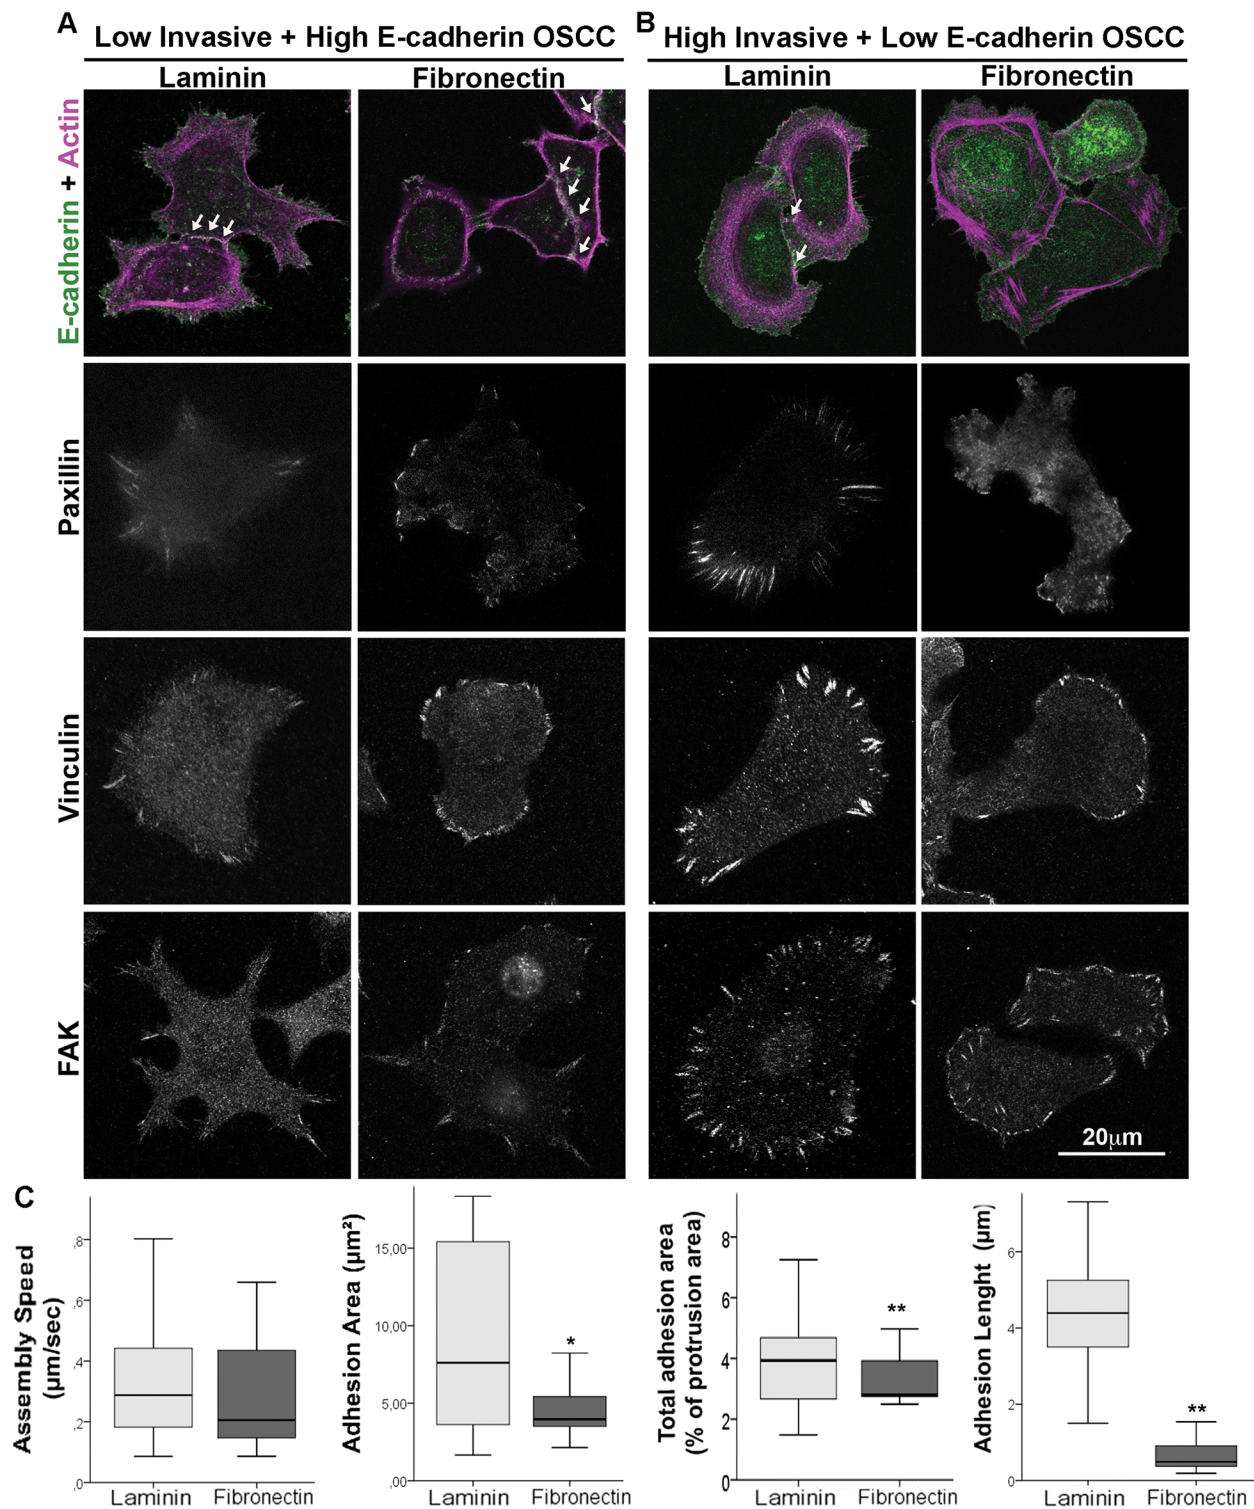 A
Low Invasive + High E-cadherin OSCC
B
High Invasive + Low E-cadherin OSCC
Laminin
Fibronectin
Laminin
Fibronectin
E-cadherin + Actin
Paxillin
Vinculin
FAK
20µm
C
Assembly Speed
(µm/sec)
,8
,6
,4
,2
,0
Laminin
Fibronectin
Adhesion Area (µm²)
15,00
10,00
5,00
,00
*
Laminin
Fibronectin
Total adhesion area
(% of protrusion area)
8
6
4
2
0
**
Laminin
Fibronectin
Adhesion Lenght (µm)
6
4
2
0
**
Laminin
Fibronectin